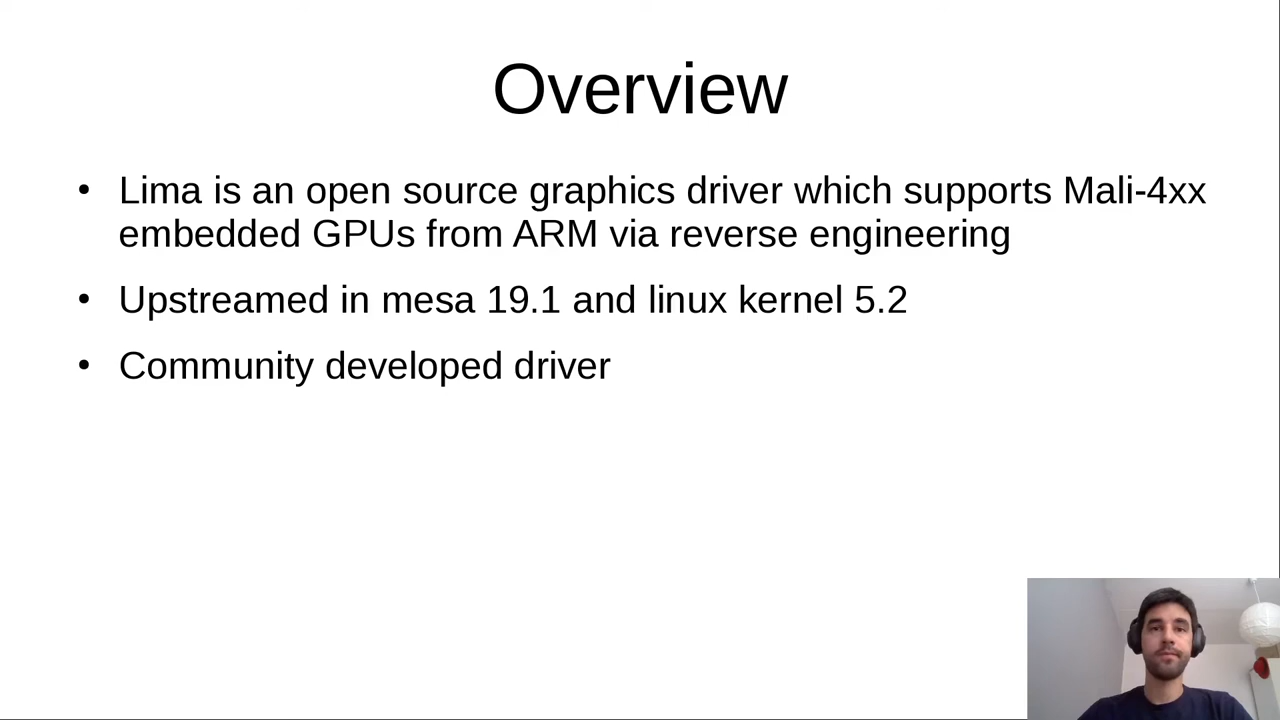 Overview
• Lima is an open source graphics driver which supports Mali-4xx
embedded GPUs from ARM via reverse engineering
• Upstreamed in mesa 19.1 and linux kernel 5.2
• Community developed driver